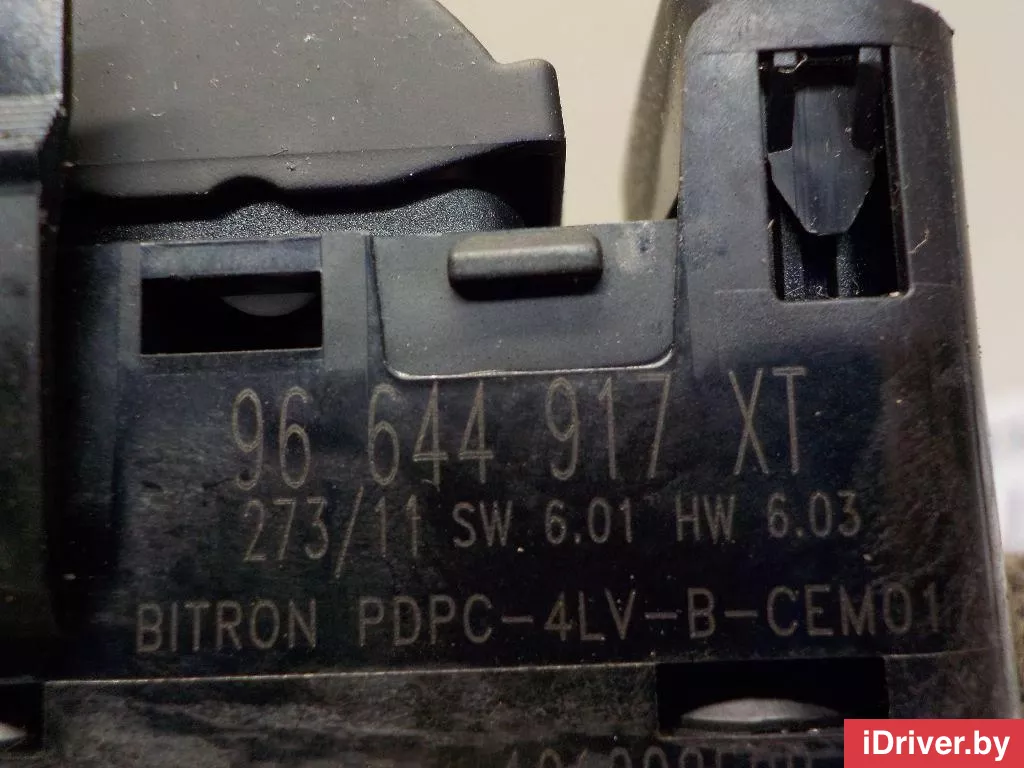 96 644 917 XT
273/11 SW 6.01 HW 6.03
BITRON PDPC-4LV-B-CEM01
iDriver.by